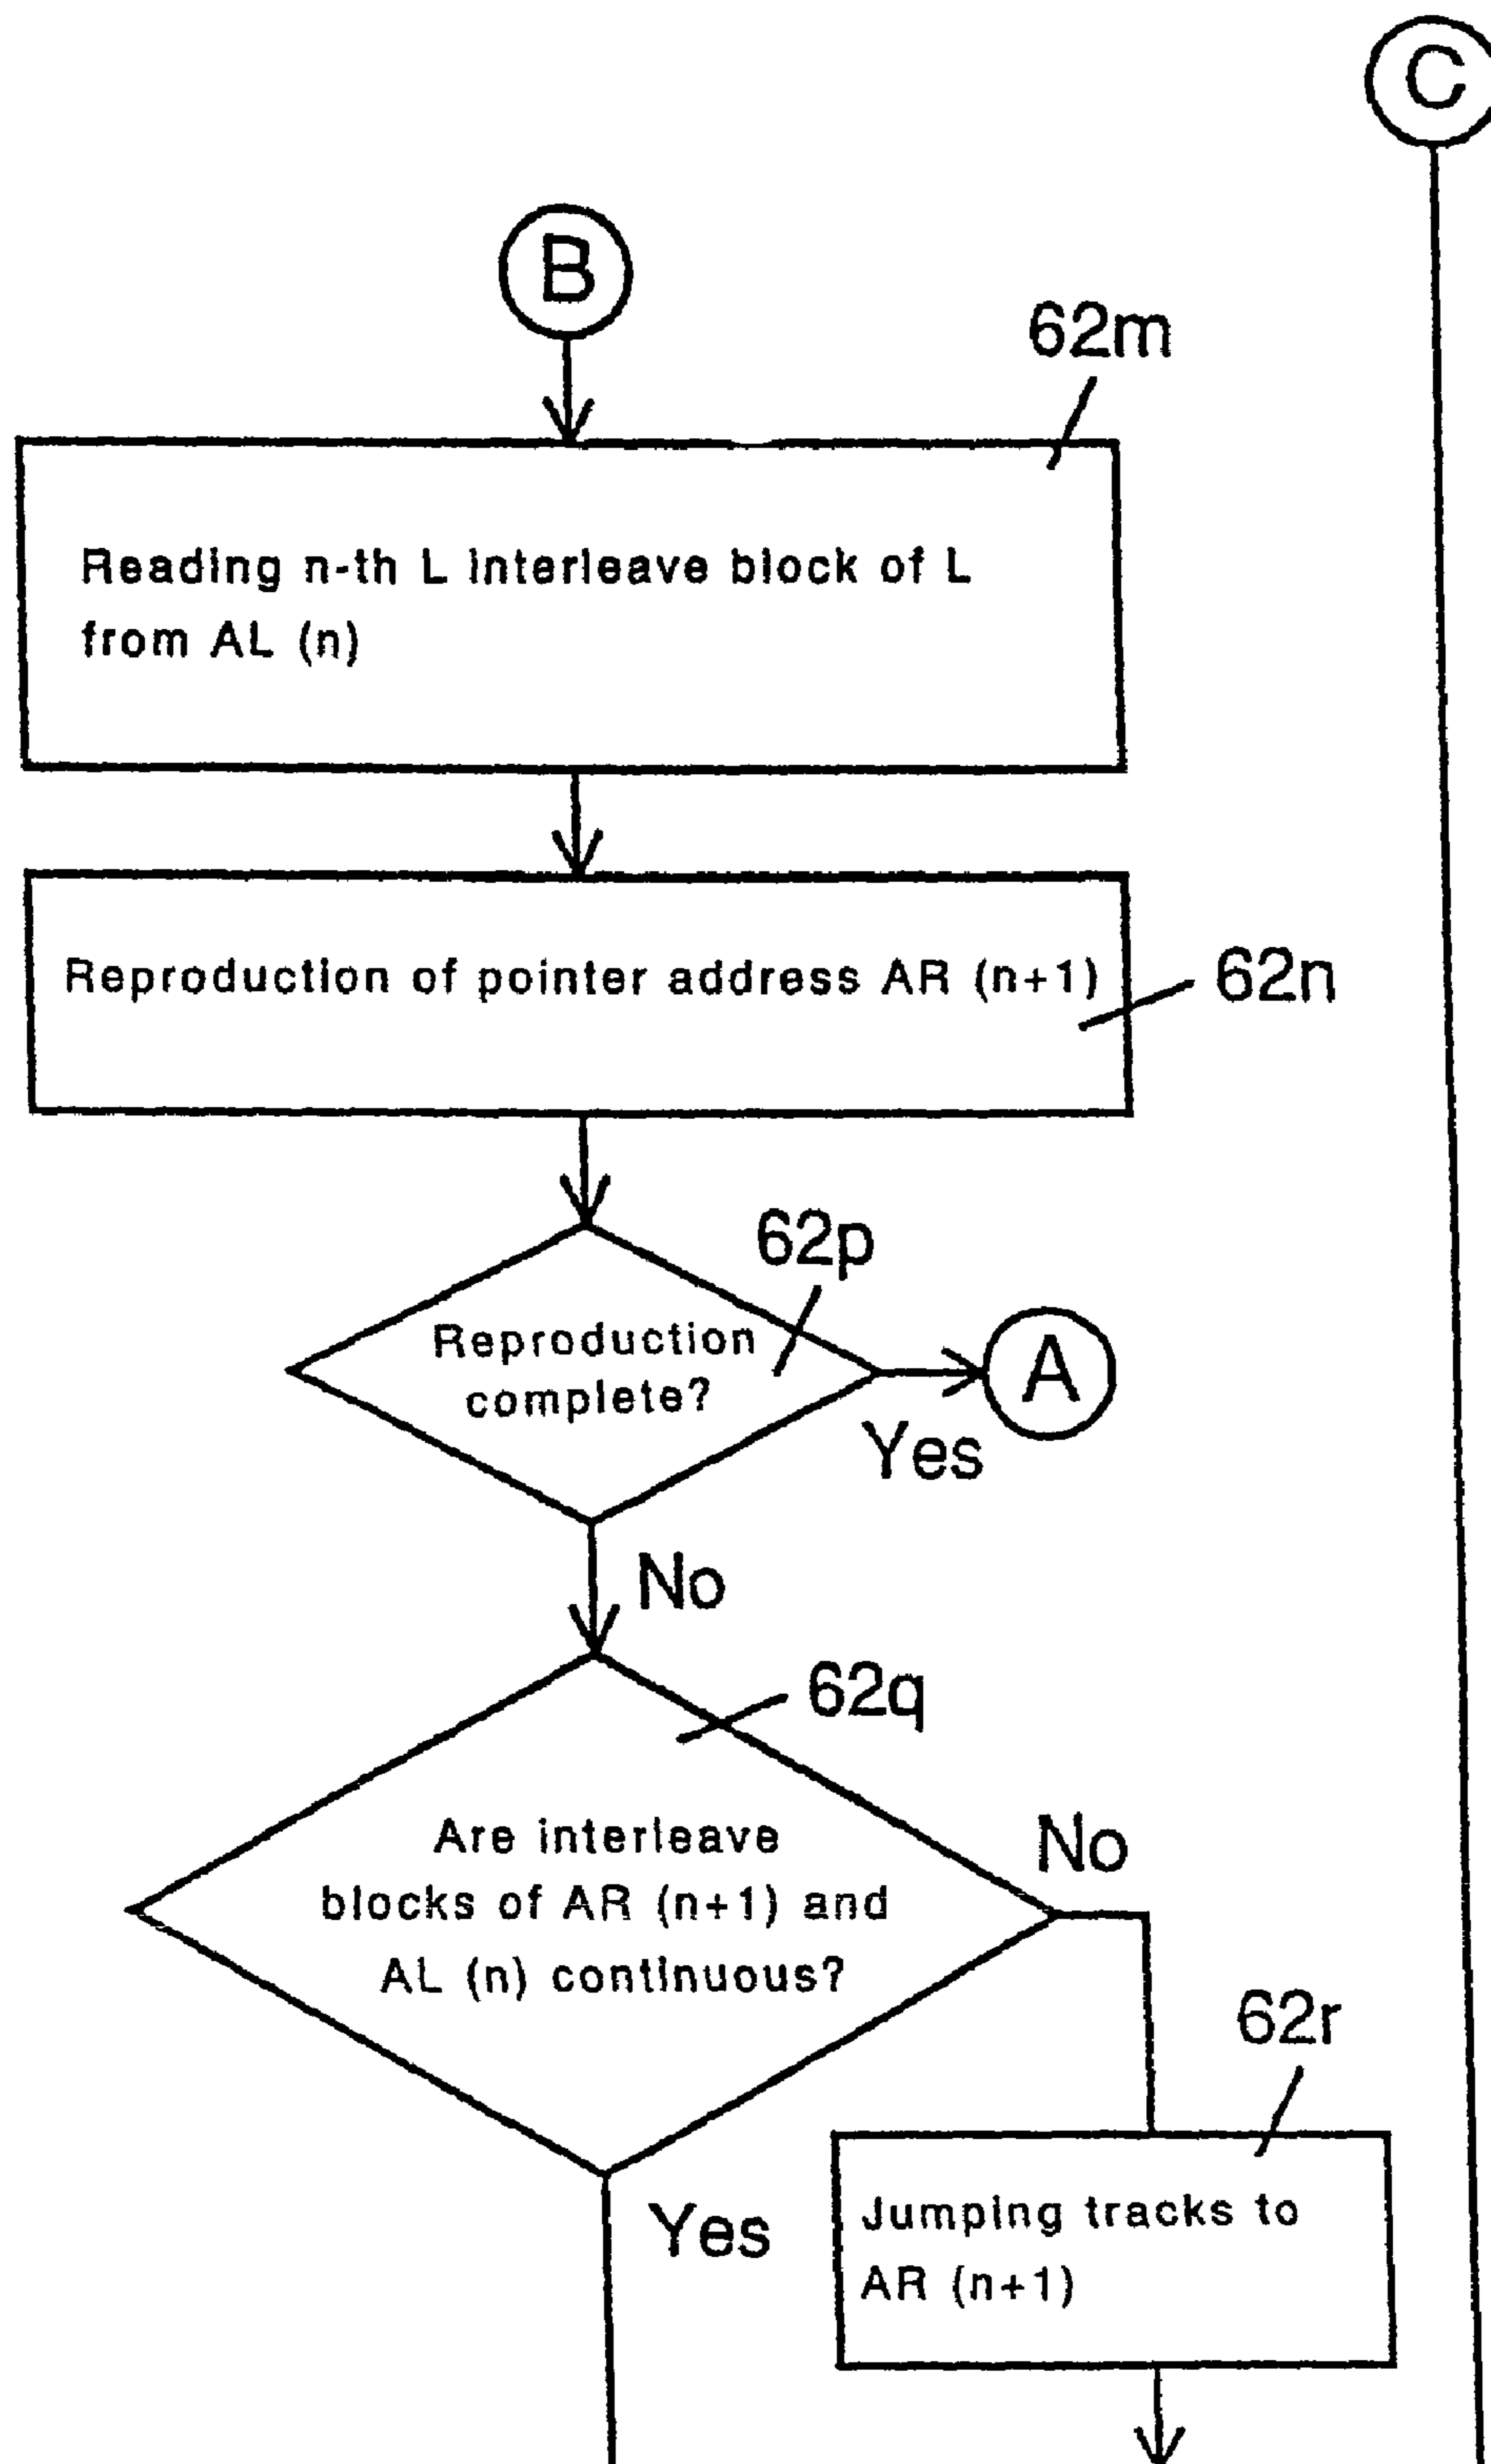 C
B
62m
Reading n-th L interleave block of L
from AL (n)
Reproduction of pointer address AR (n+1)
62n
62p
Reproduction
complete?
A
Yes
No
62q
Are interleave
blocks of AR (n+1) and
AL (n) continuous?
No
62r
Yes
Jumping tracks to
AR (n+1)